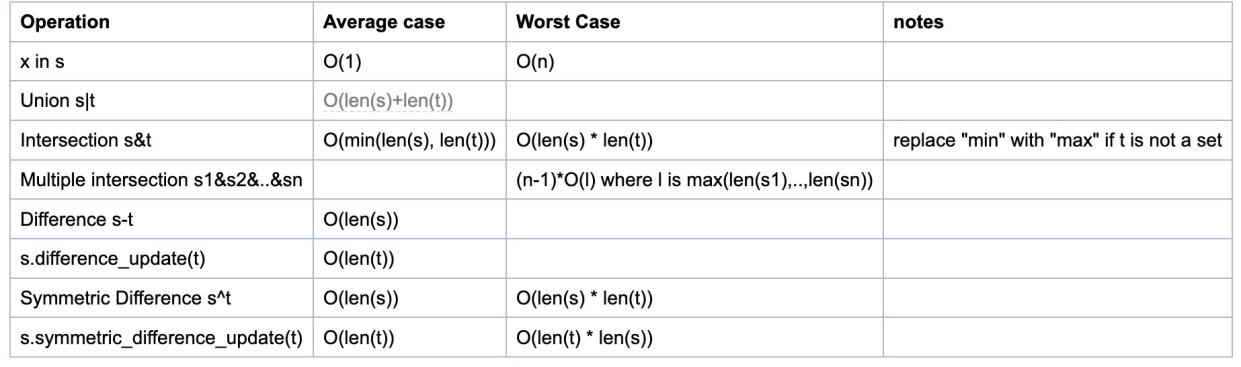 Operation Average case Worst Case notes
x in s O(1) O(n)
Union s|t O(len(s)+len(t))
Intersection s&t O(min(len(s), len(t))) O(len(s) * len(t)) replace "min" with "max" if t is not a set
Multiple intersection s1&s2&..&sn (n-1)*O(l) where l is max(len(s1),..,len(sn))
Difference s-t O(len(s))
s.difference_update(t) O(len(t))
Symmetric Difference s^t O(len(s)) O(len(s) * len(t))
s.symmetric_difference_update(t) O(len(t)) O(len(t) * len(s))